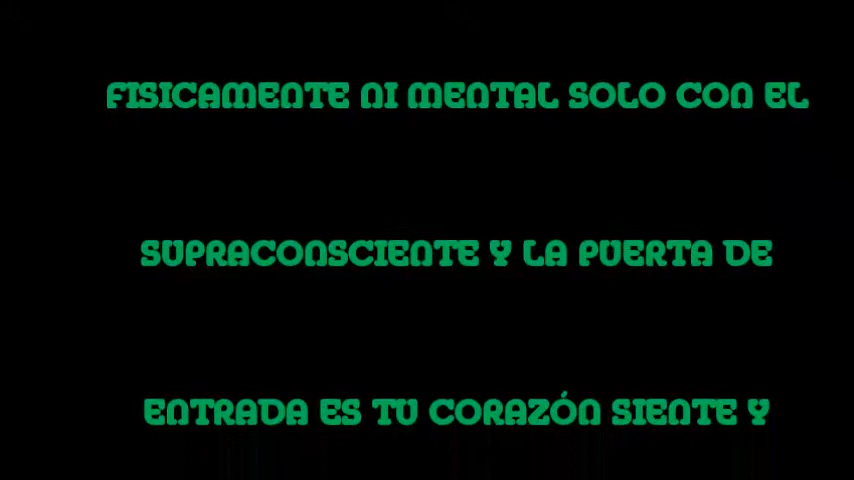 FISICAMENTE NI MENTAL SOLO CON EL
SUPRACONSCIENTE Y LA PUERTA DE
ENTRADA ES TU CORAZÓN SIENTE Y